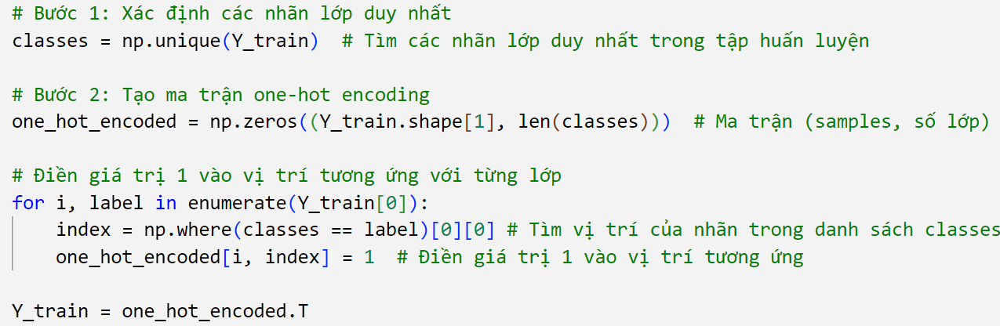 # Bước 1: Xác định các nhãn lớp duy nhất
classes = np.unique(Y_train)  # Tìm các nhãn lớp duy nhất trong tập huấn luyện
# Bước 2: Tạo ma trận one-hot encoding
one_hot_encoded = np.zeros((Y_train.shape[1], len(classes)))  # Ma trận (samples, số lớp)
# Điền giá trị 1 vào vị trí tương ứng với từng lớp
for i, label in enumerate(Y_train[0]):
    index = np.where(classes == label)[0][0] # Tìm vị trí của nhãn trong danh sách classes
    one_hot_encoded[i, index] = 1  # Điền giá trị 1 vào vị trí tương ứng
Y_train = one_hot_encoded.T